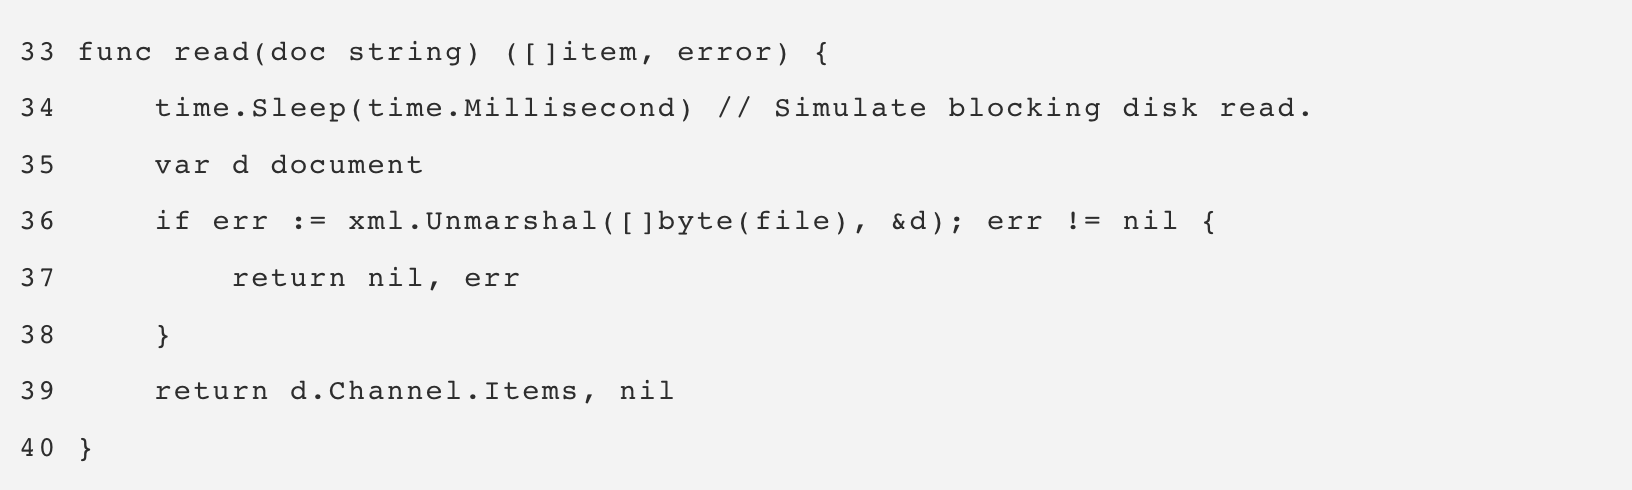 33 func read(doc string) ([]item, error) {
34     time.Sleep(time.Millisecond) // Simulate blocking disk read.
35     var d document
36     if err := xml.Unmarshal([]byte(file), &d); err != nil {
37         return nil, err
38     }
39     return d.Channel.Items, nil
40 }